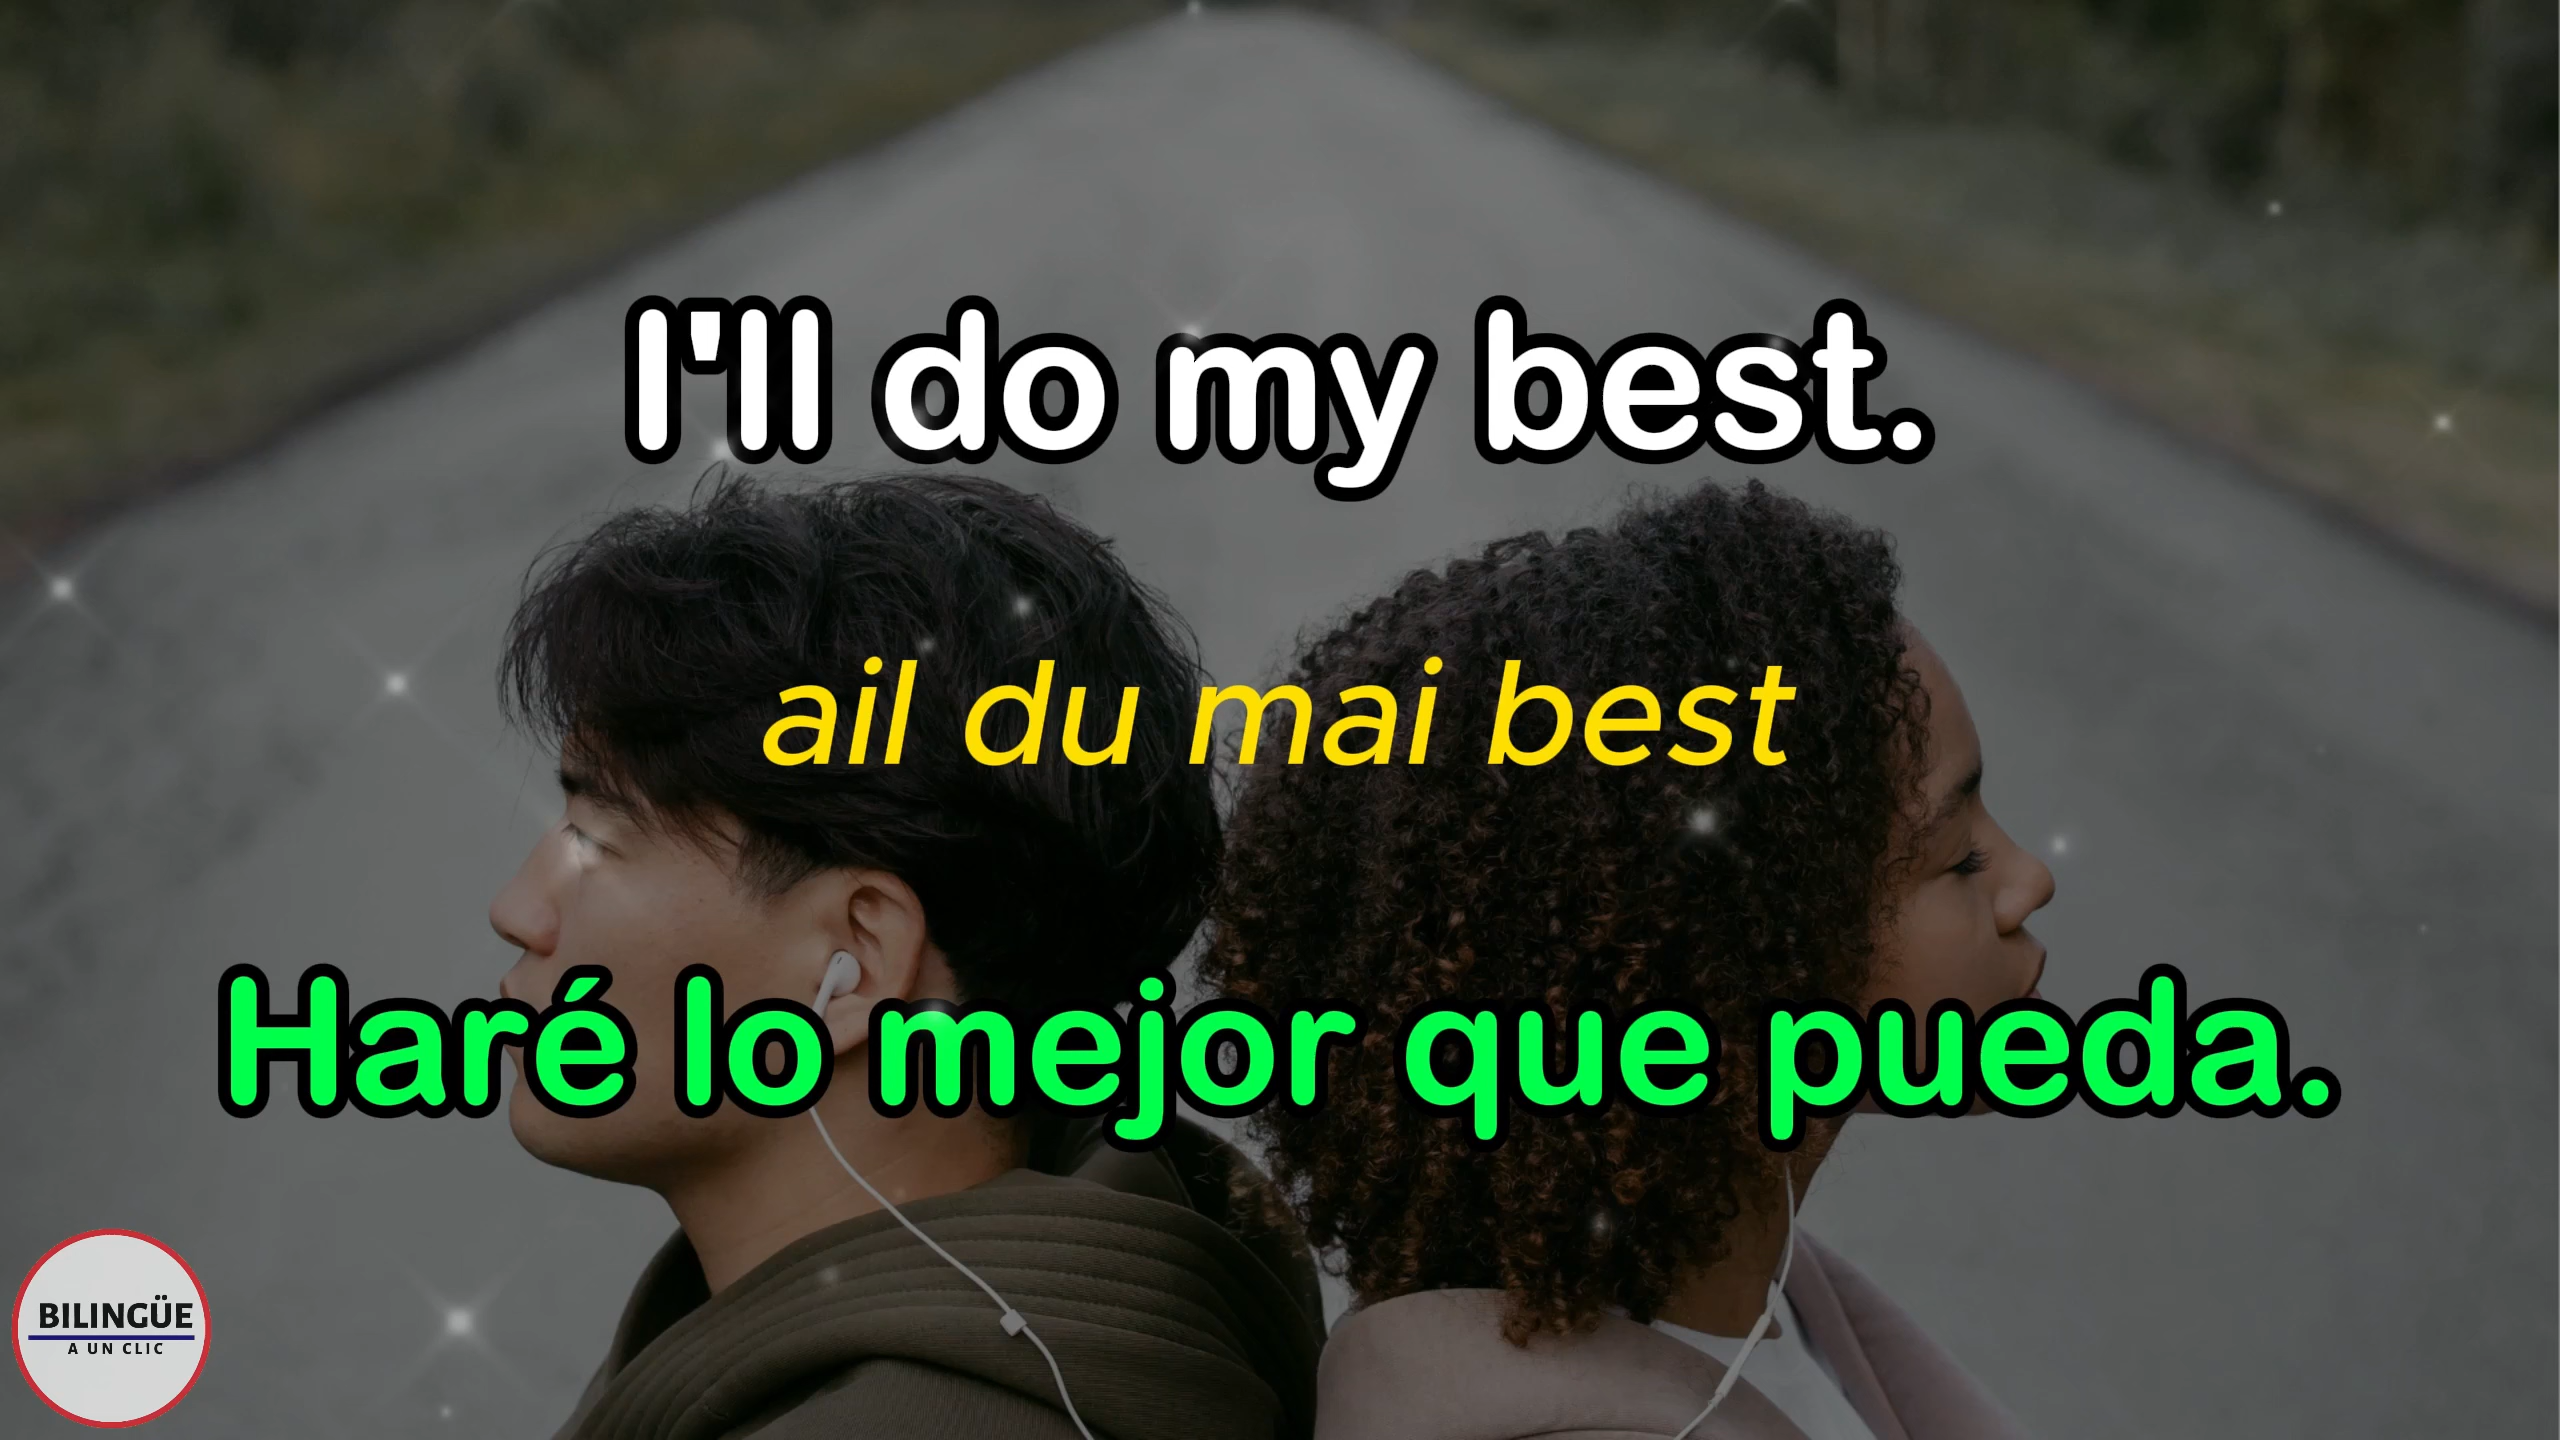 I'll do my best.
ail du mai best
Haré lo mejor que pueda.
BILINGÜE
A UN CLIC